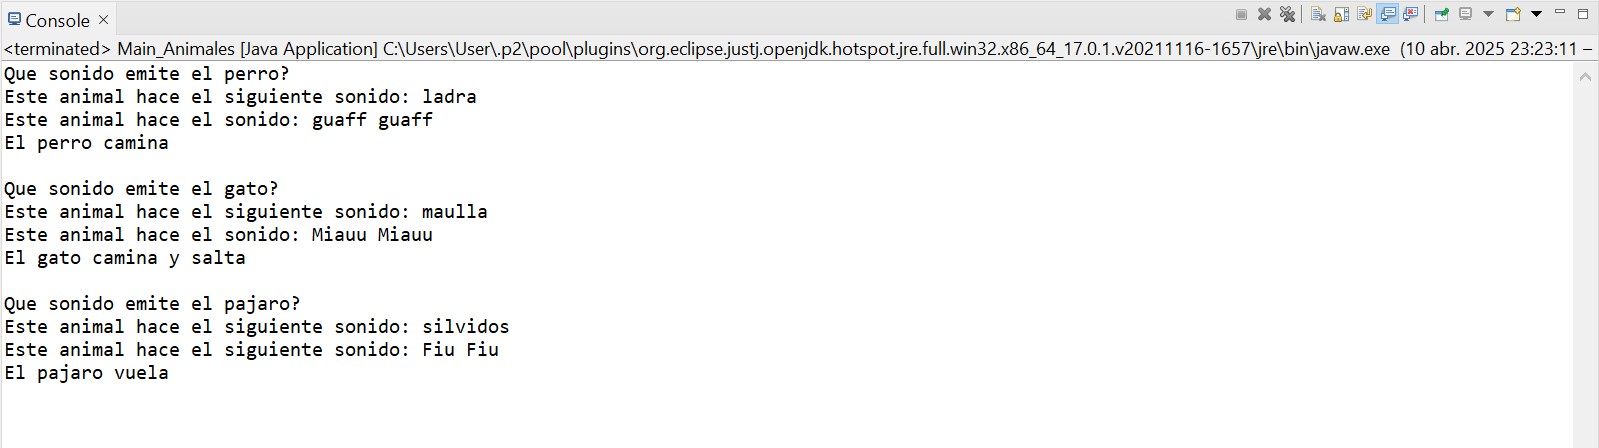 Console
<terminated> Main_Animales [Java Application] C:\Users\User\.p2\pool\plugins\org.eclipse.justj.openjdk.hotspot.jre.full.win32.x86_64_17.0.1.v20211116-1657\jre\bin\javaw.exe (10 abr. 2025 23:23:11 –
Que sonido emite el perro?
Este animal hace el siguiente sonido: ladra
Este animal hace el sonido: guaff guaff
El perro camina
Que sonido emite el gato?
Este animal hace el siguiente sonido: maulla
Este animal hace el sonido: Miauu Miauu
El gato camina y salta
Que sonido emite el pajaro?
Este animal hace el siguiente sonido: silvidos
Este animal hace el siguiente sonido: Fiu Fiu
El pajaro vuela